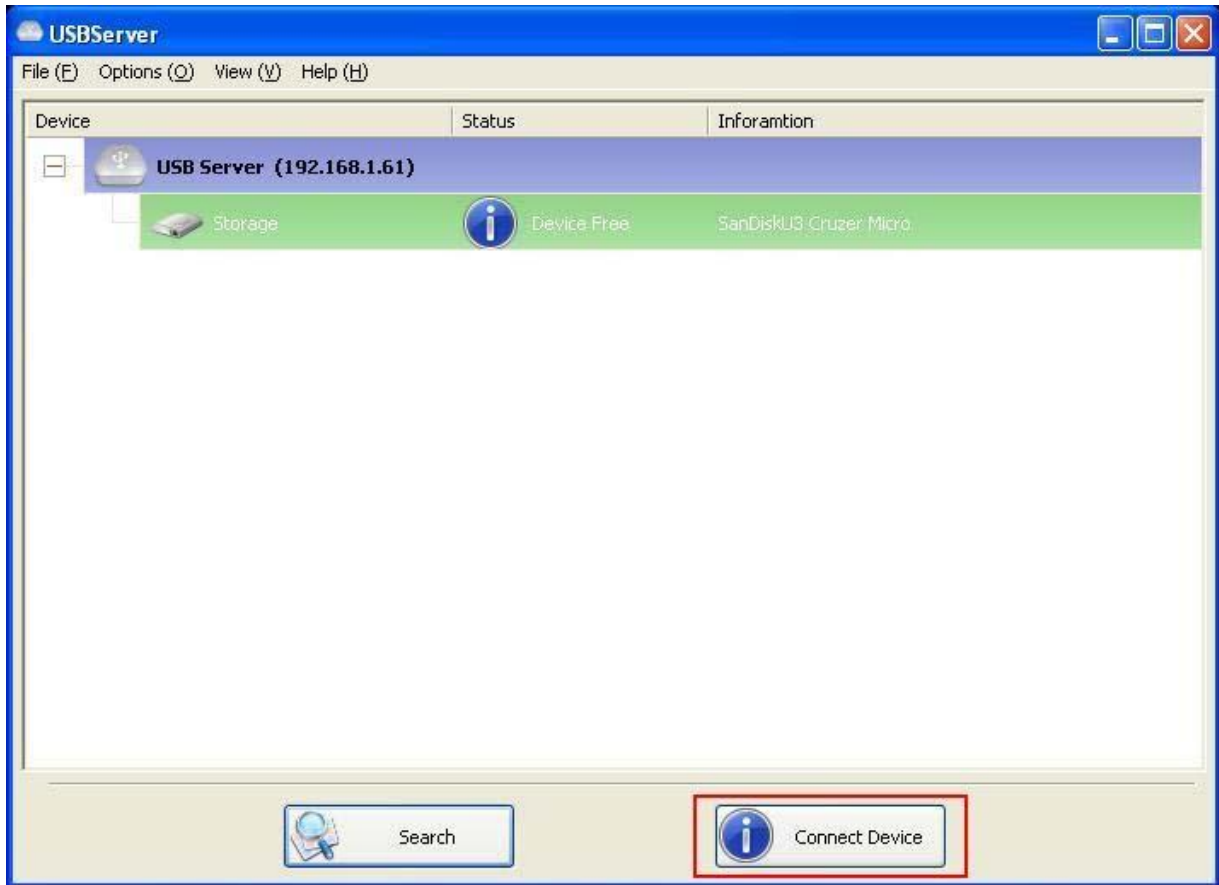 USBServer
File (F) Options (O) View (V) Help (H)
Device Status Inforamtion
USB Server (192.168.1.61)
Storage Device Free SanDiskU3 Cruzer Micro
Search Connect Device